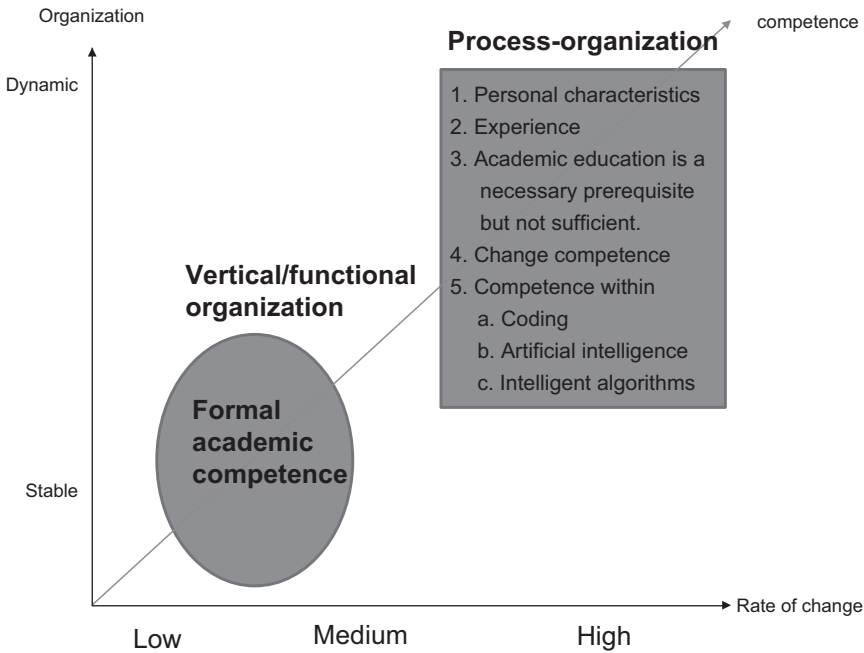 Organization
competence
Process-organization
Dynamic
1. Personal characteristics
2. Experience
3. Academic education is a
necessary prerequisite
but not sufficient.
4. Change competence
5. Competence within
a. Coding
b. Artificial intelligence
c. Intelligent algorithms
Vertical/functional
organization
Formal
academic
competence
Stable
Rate of change
Low
Medium
High